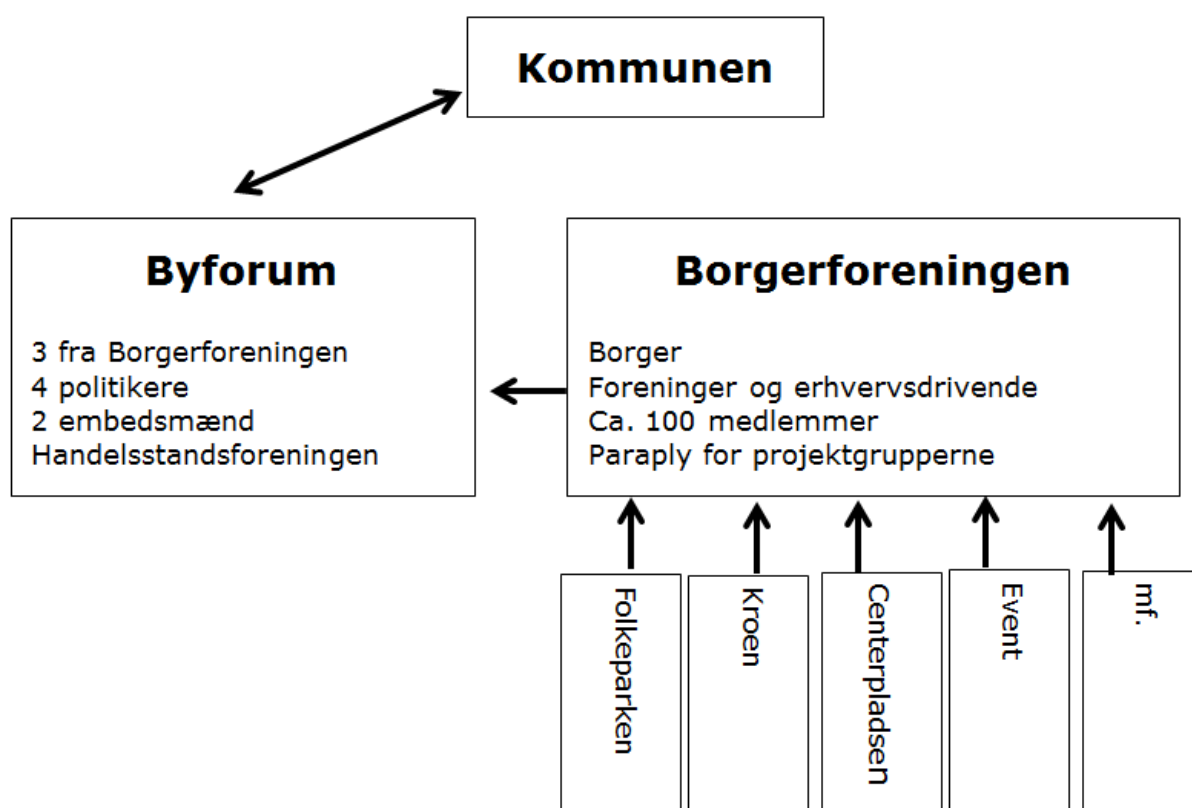 Kommunen
Byforum
3 fra Borgerforeningen
4 politikere
2 embedsmænd
Handelsstandsforeningen
Borgerforeningen
Borger
Foreninger og erhvervsdrivende
Ca. 100 medlemmer
Paraply for projektgrupperne
Folkeparken
Kroen
Centerpladsen
Event
mf.